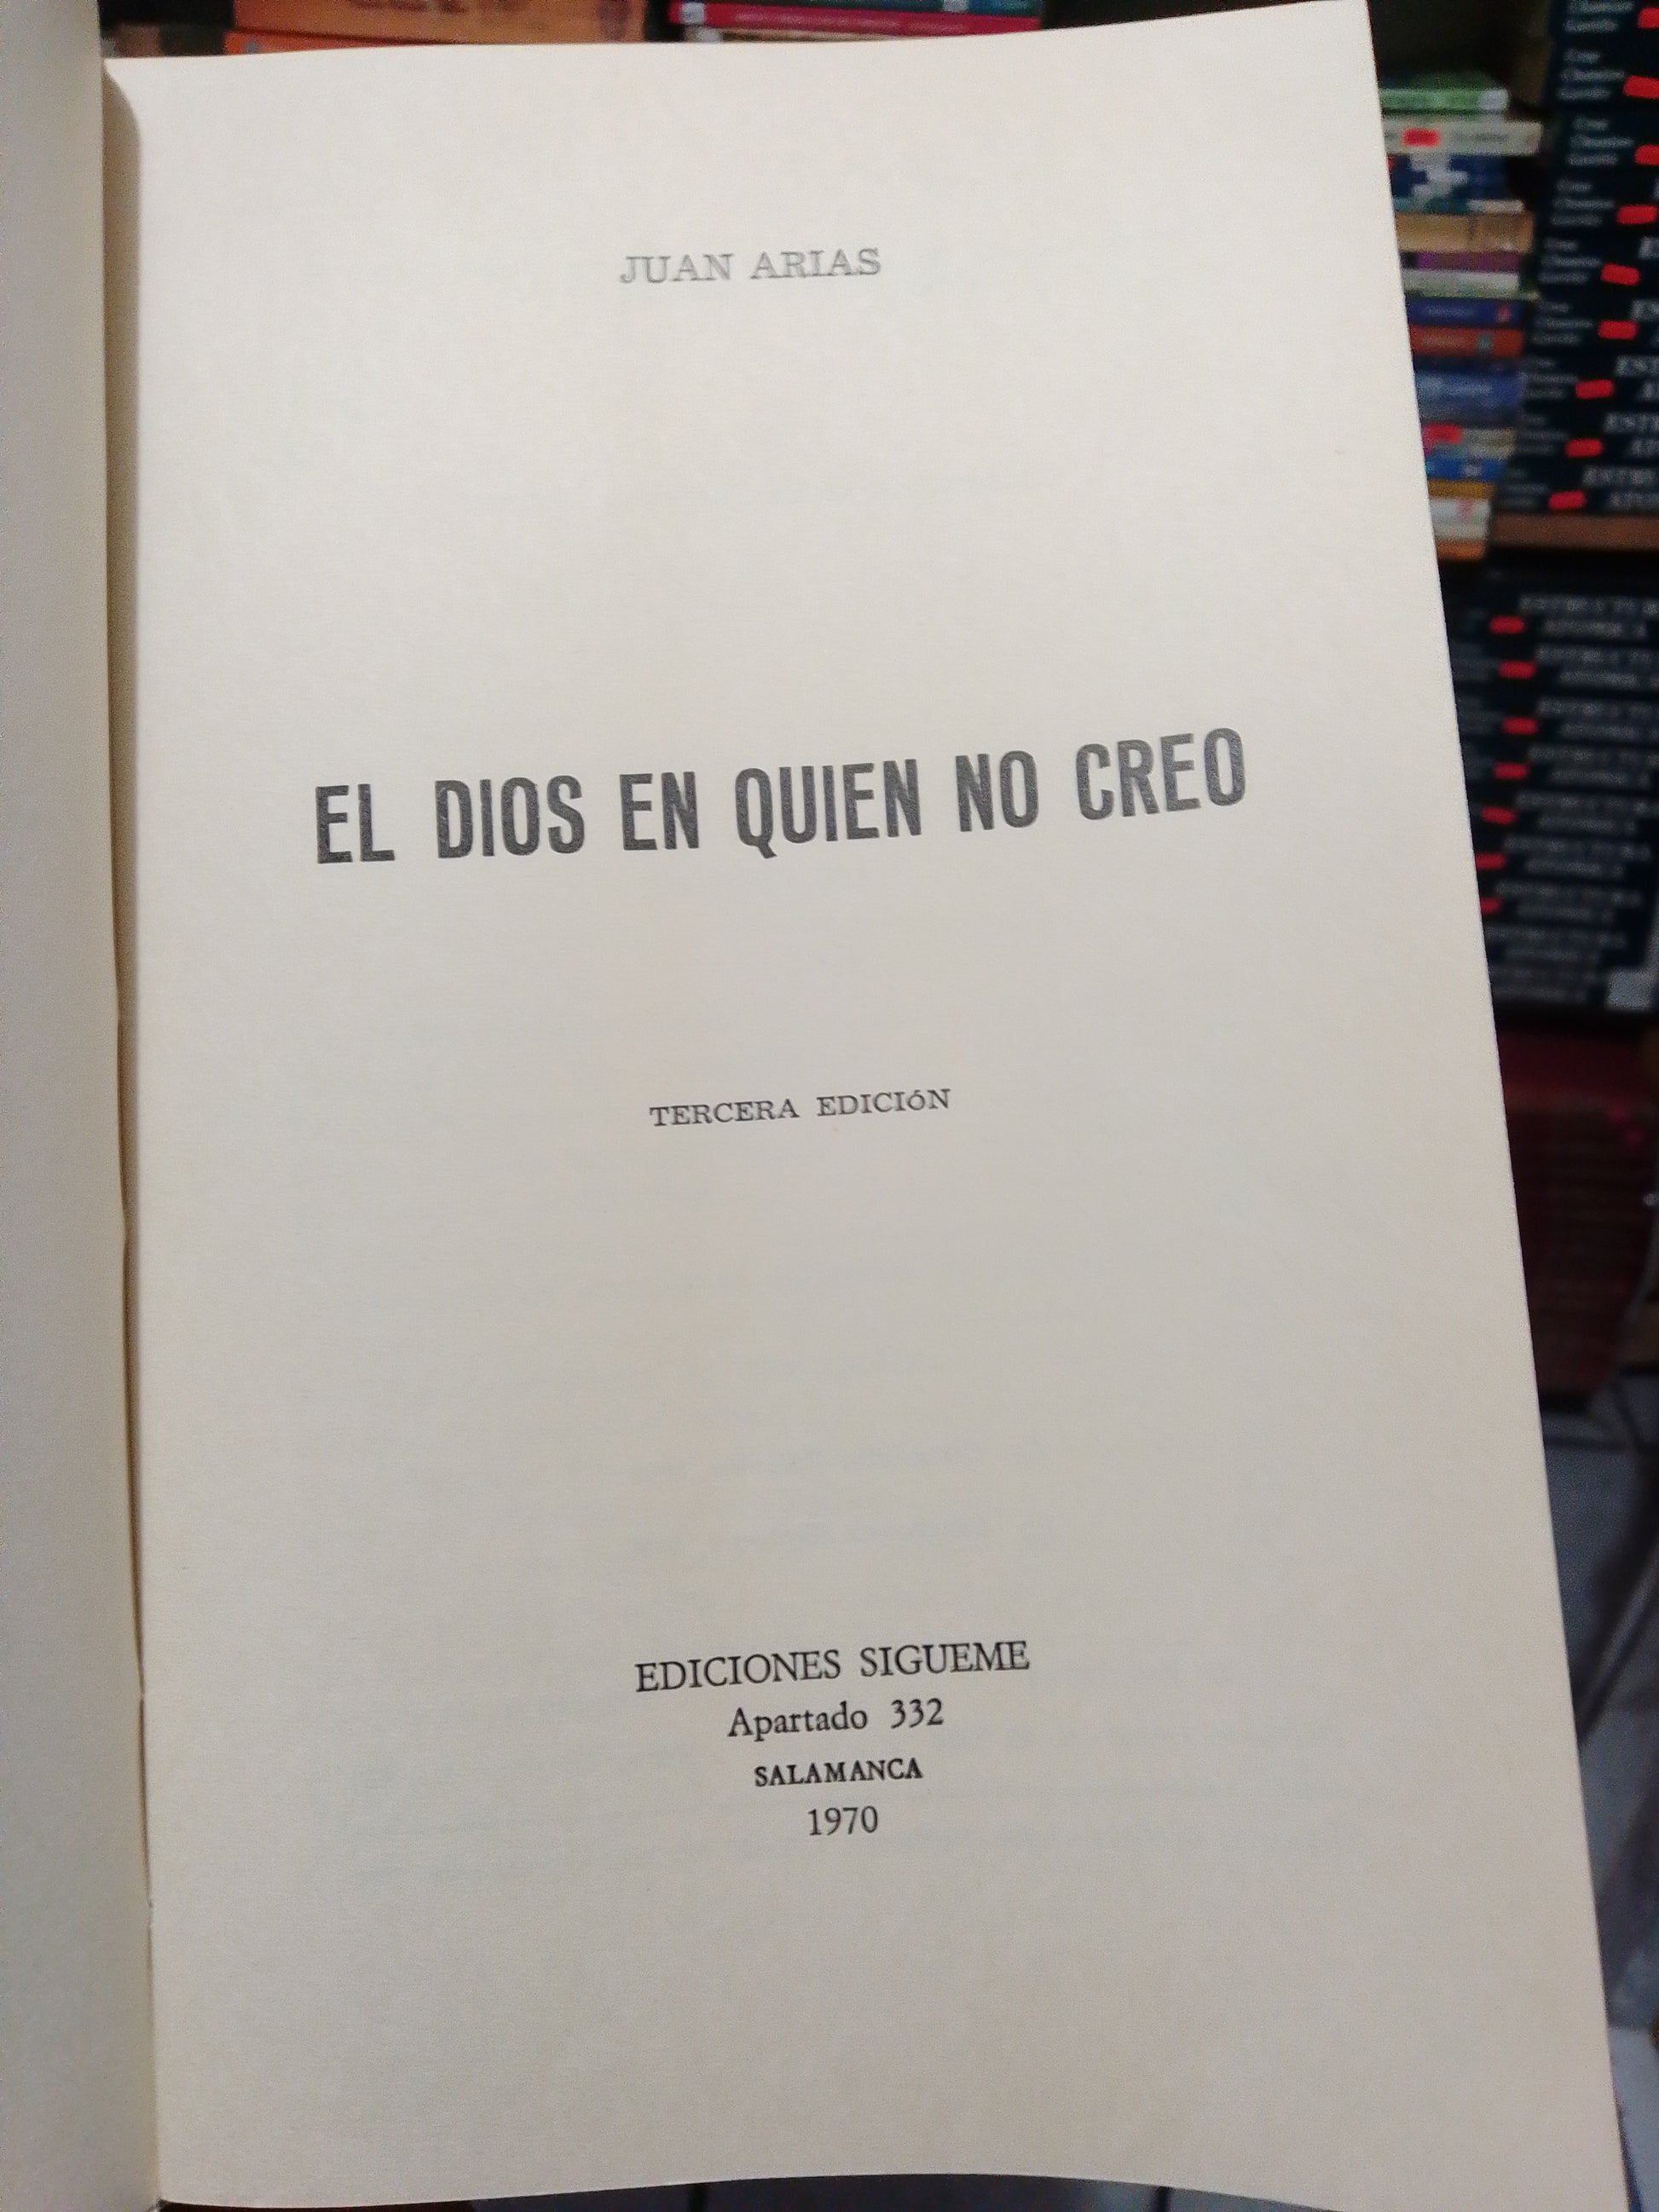 JUAN ARIAS
EL DIOS EN QUIEN NO CREO
TERCERA EDICIóN
EDICIONES SIGUEME
Apartado 332
SALAMANCA
1970